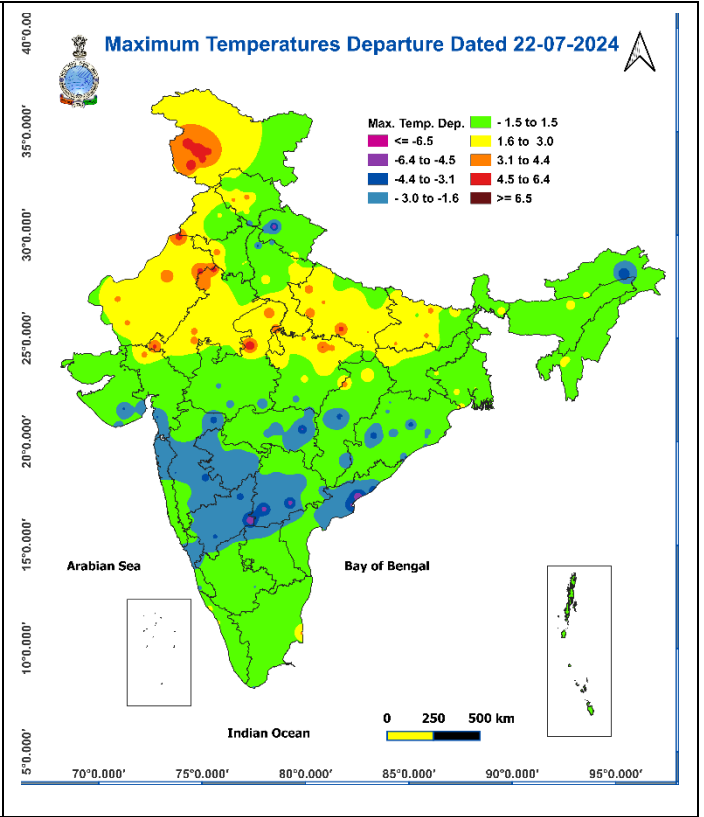 Maximum Temperatures Departure Dated 22-07-2024
Max. Temp. Dep.
<= -6.5
-6.4 to -4.5
-4.4 to -3.1
- 3.0 to -1.6
- 1.5 to 1.5
1.6 to 3.0
3.1 to 4.4
4.5 to 6.4
>= 6.5
40°0.00
35°0.000'
30°0.000'
25°0.000'
20°0.000'
15°0.000'
10°0.000'
5°0.000'
Arabian Sea
Bay of Bengal
Indian Ocean
0 250 500 km
70°0.000' 75°0.000' 80°0.000' 85°0.000' 90°0.000' 95°0.000'